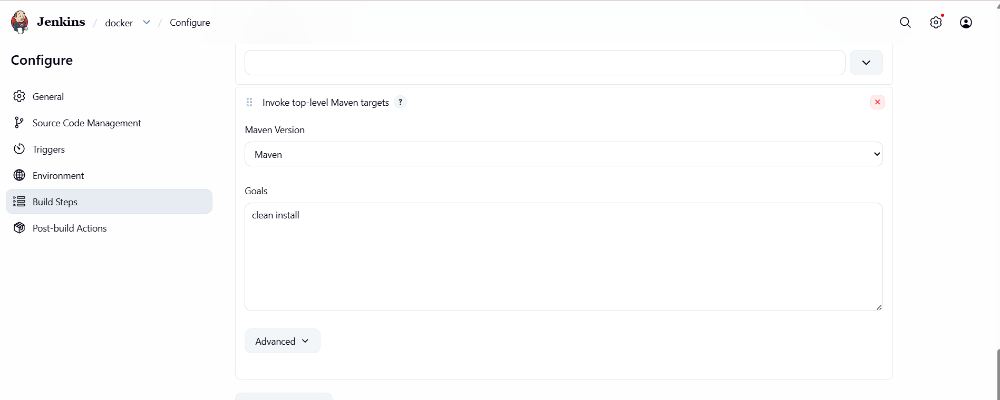 Jenkins / docker / Configure
Configure
General
Source Code Management
Triggers
Environment
Build Steps
Post-build Actions
Invoke top-level Maven targets ?
Maven Version
Maven
Goals
clean install
Advanced